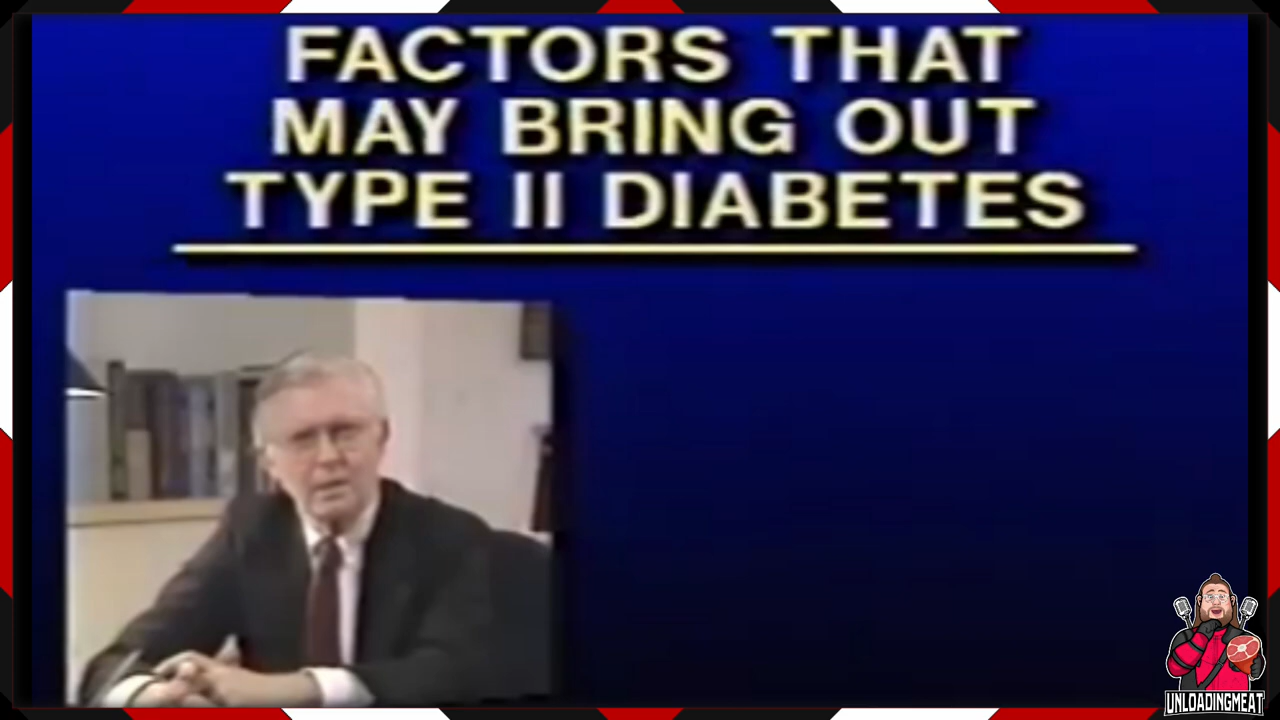 FACTORS THAT
MAY BRING OUT
TYPE II DIABETES
UNLOADINGMEAT